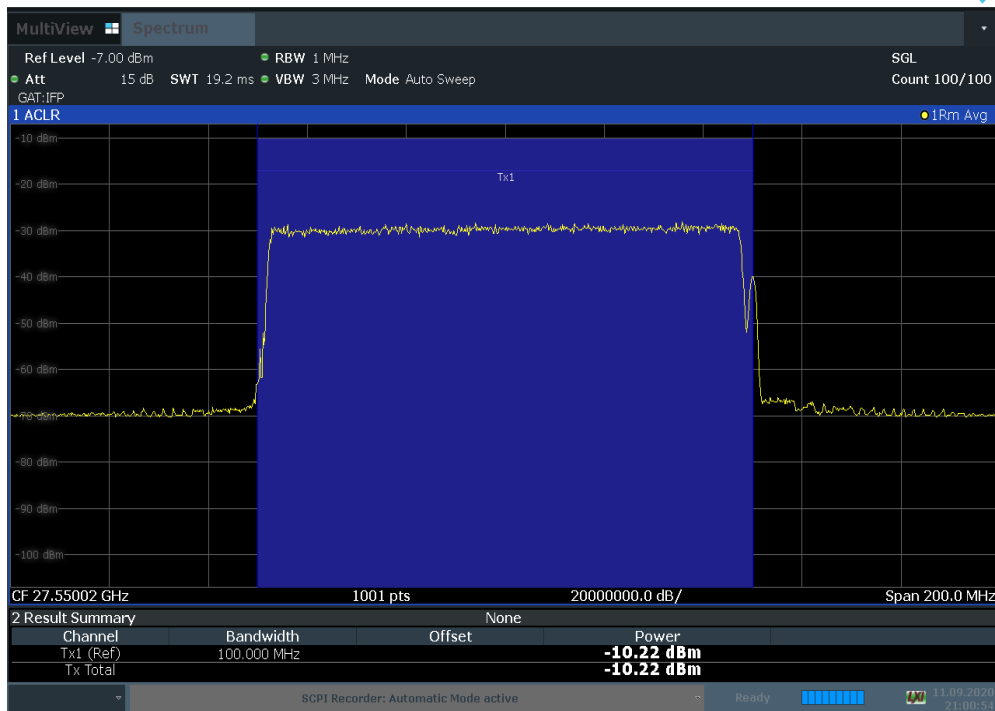 MultiView Spectrum
Ref Level -7.00 dBm RBW 1 MHz SGL
Att 15 dB SWT 19.2 ms VBW 3 MHz Mode Auto Sweep Count 100/100
GAT:IFP
1 ACLR 1Rm Avg
-10 dBm
Tx1
-20 dBm
-30 dBm
-40 dBm
-50 dBm
-60 dBm
-70 dBm
-80 dBm
-90 dBm
-100 dBm
CF 27.55002 GHz 1001 pts 20000000.0 dB/ Span 200.0 MHz
2 Result Summary None
Channel Bandwidth Offset Power
Tx1 (Ref) 100.000 MHz -10.22 dBm
Tx Total -10.22 dBm
SCPI Recorder: Automatic Mode active Ready LXI 11.09.2020
21:00:54